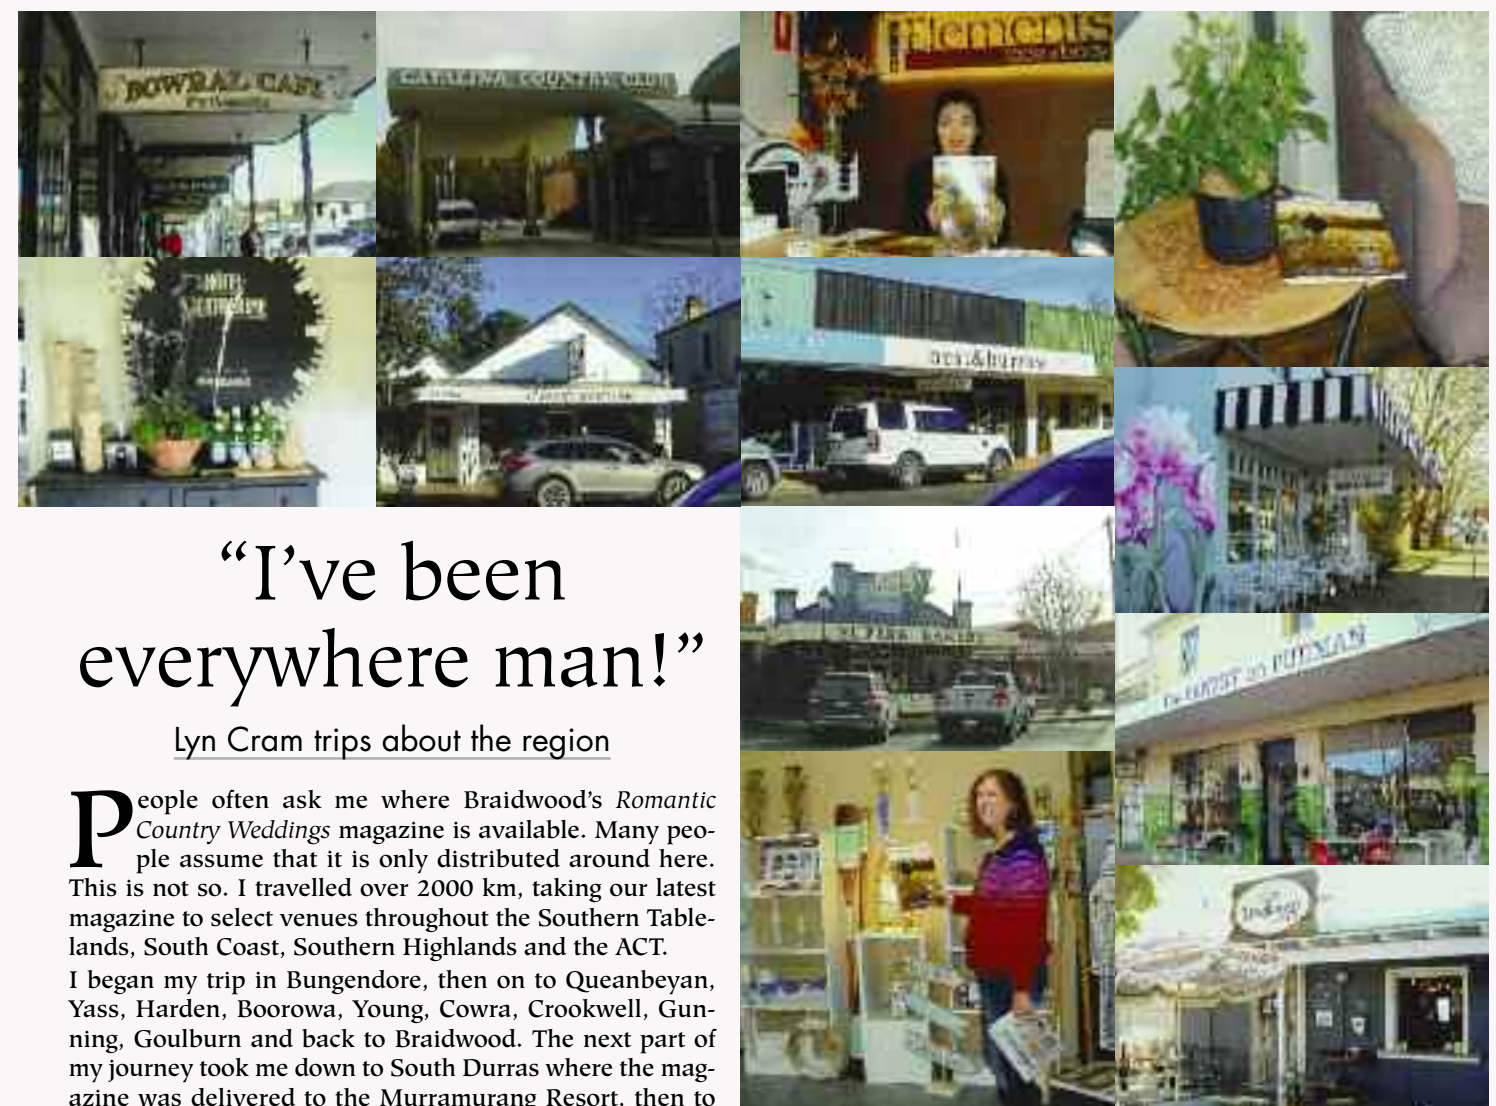 BOWRAL CAFE
CATALINA COUNTRY CLUB
Elements
HOTEL
“I’ve been
everywhere man!”
Lyn Cram trips about the region
People often ask me where Braidwood’s Romantic
Country Weddings magazine is available. Many peo-
ple assume that it is only distributed around here.
This is not so. I travelled over 2000 km, taking our latest
magazine to select venues throughout the Southern Table-
lands, South Coast, Southern Highlands and the ACT.
I began my trip in Bungendore, then on to Queanbeyan,
Yass, Harden, Boorowa, Young, Cowra, Crookwell, Gun-
ning, Goulburn and back to Braidwood. The next part of
my journey took me down to South Durras where the mag-
azine was delivered to the Murramurang Resort, then to